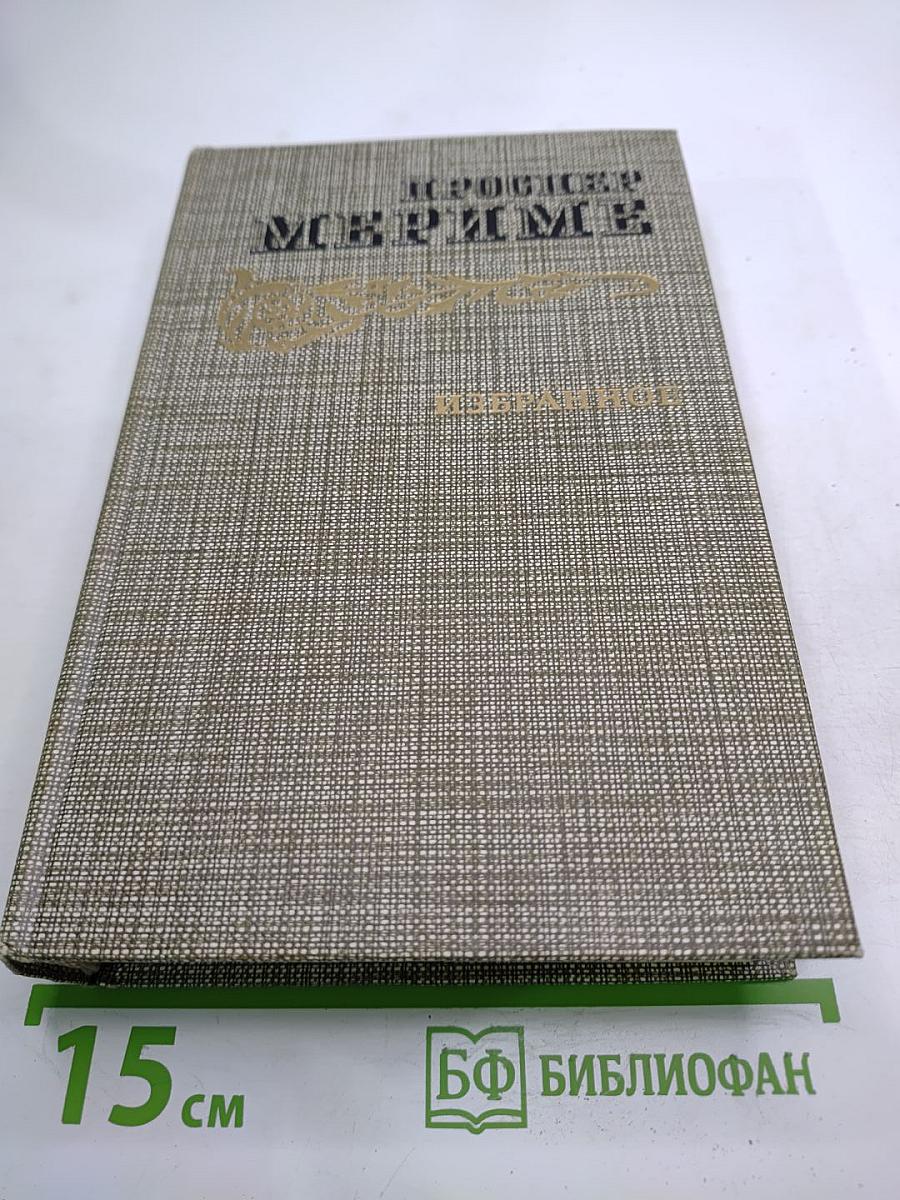 ПРОСПЕР
МЕРИМЕ
ИЗБРАННОЕ
15 см
БФ БИБЛИОФАН